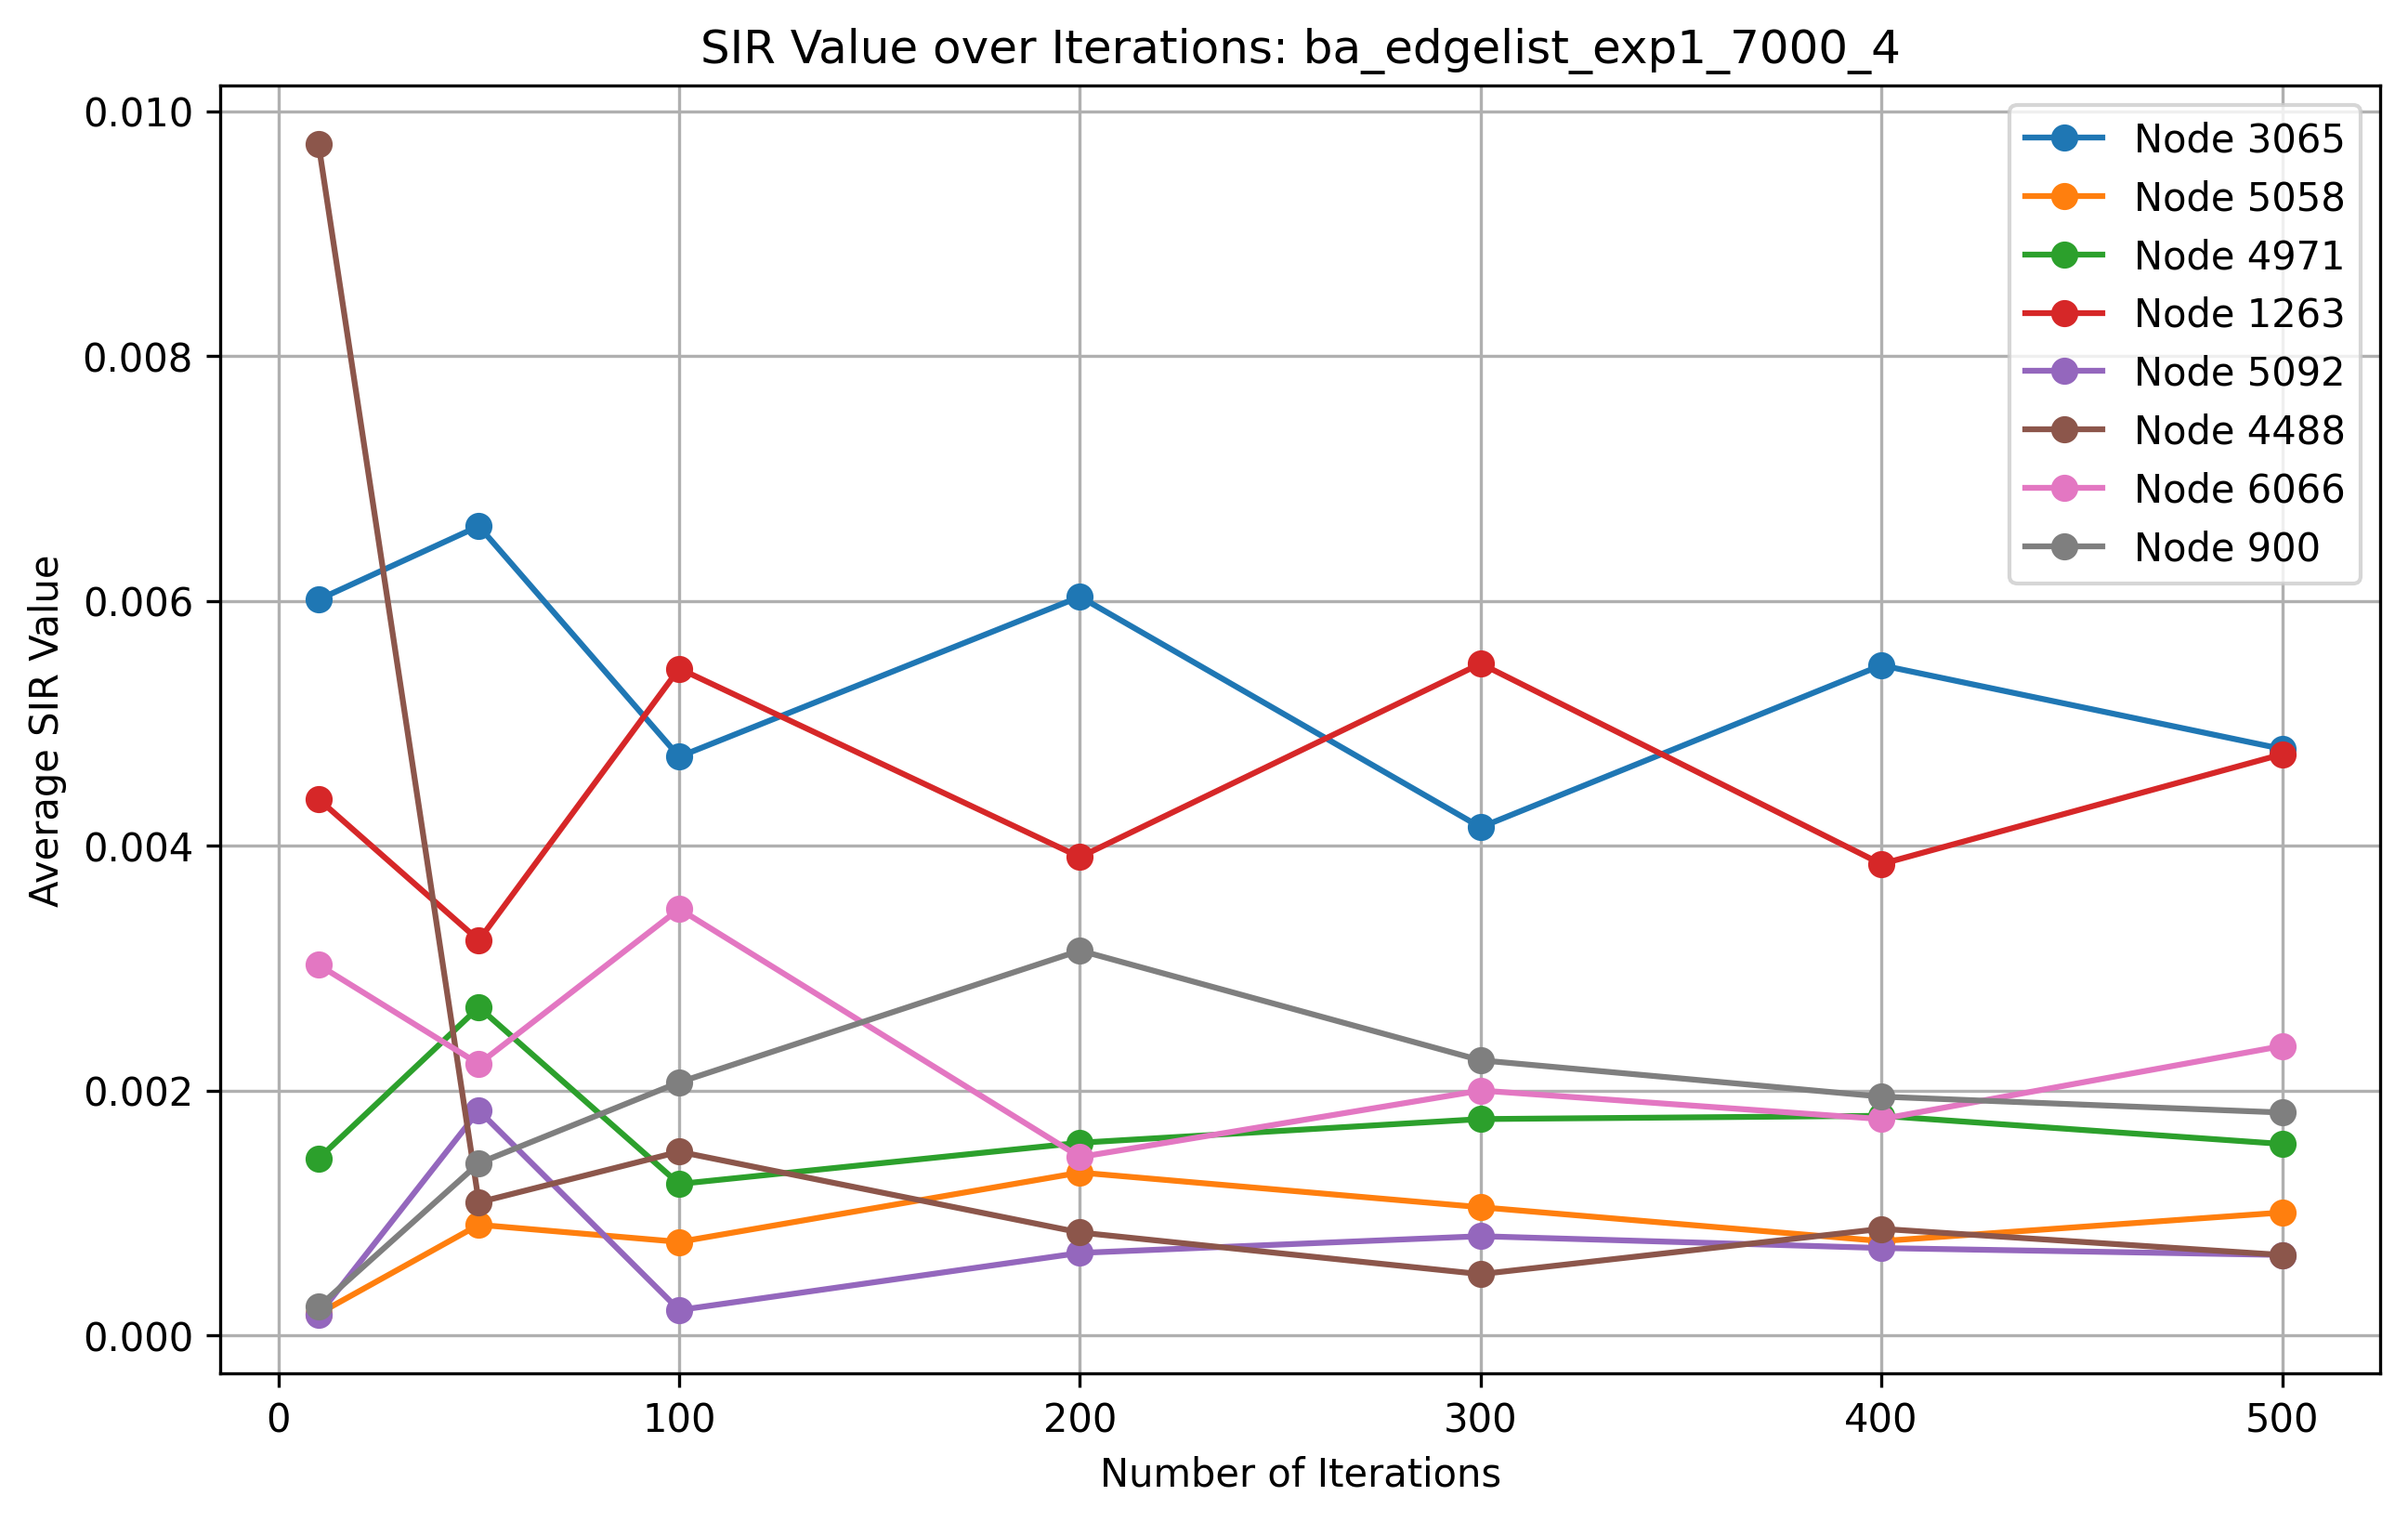 SIR Value over Iterations: ba_edgelist_exp1_7000_4
0.010
0.008
0.006
0.004
0.002
0.000
Average SIR Value
Node 3065
Node 5058
Node 4971
Node 1263
Node 5092
Node 4488
Node 6066
Node 900
0 100 200 300 400 500
Number of Iterations